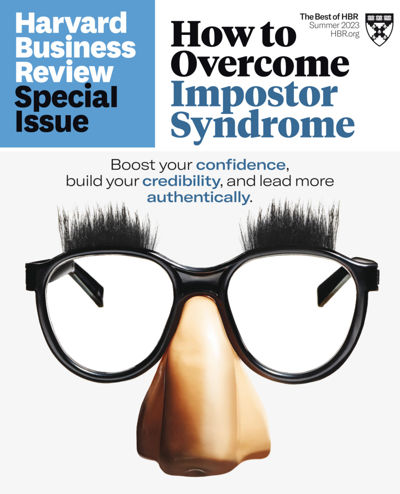 Harvard
Business
Review
Special
Issue
How to
Overcome
Impostor
Syndrome
The Best of HBR
Summer 2023
HBR.org
Boost your confidence,
build your credibility, and lead more
authentically.